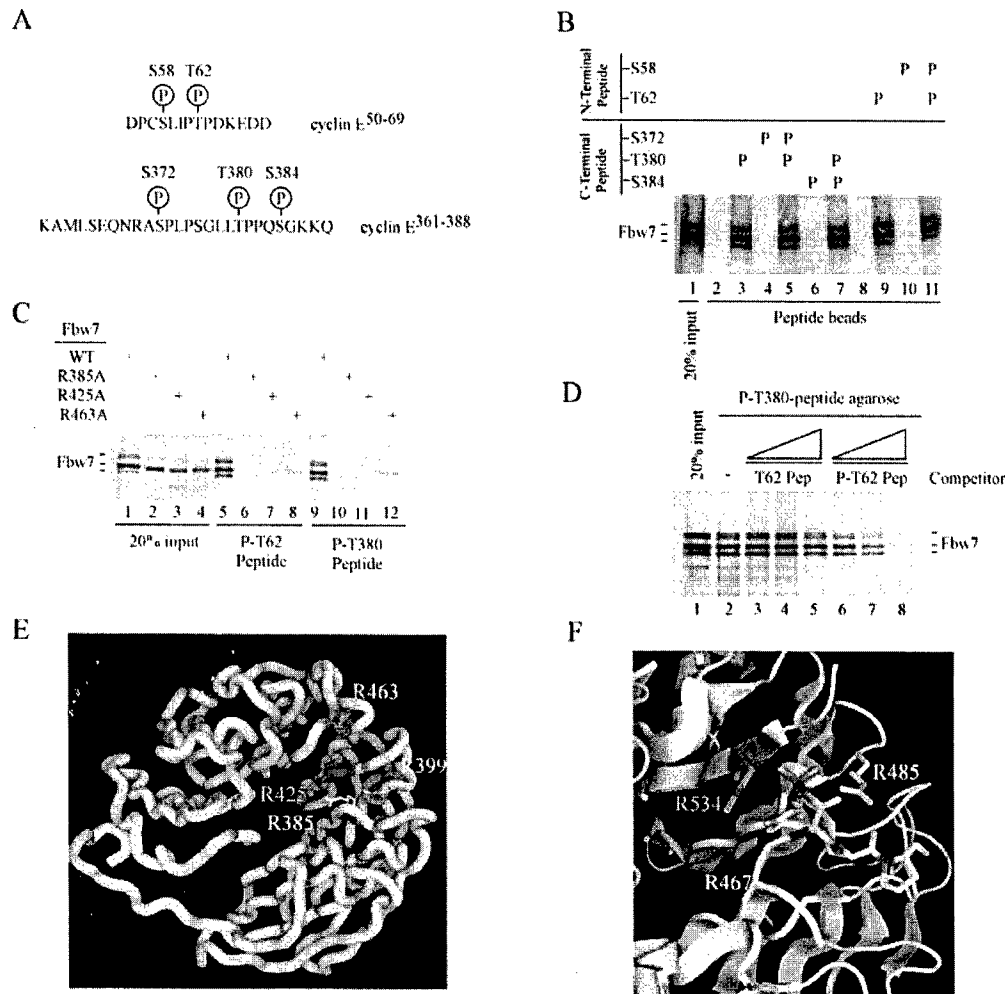 A
S58 T62
P P
DPCSLIPTPDKEDD cyclin E50-69
S372 T380 S384
P P P
KAMLSEQNRASPLPSGLLTPPQSGKKQ cyclin E361-388
B
N-Terminal Peptide
S58 P P
T62 P P
C-Terminal Peptide
S372 P P
T380 P P P
S384 P P
Fbw7
1 2 3 4 5 6 7 8 9 10 11
20% input
Peptide beads
C
Fbw7
WT + + +
R385A + + +
R425A + + +
R463A + + +
Fbw7
1 2 3 4 5 6 7 8 9 10 11 12
20% input P-T62 Peptide P-T380 Peptide
D
P-T380-peptide agarose
20% input
- T62 Pep P-T62 Pep Competitor
Fbw7
1 2 3 4 5 6 7 8
E
R463
R399
R425
R385
F
R485
R534
R467